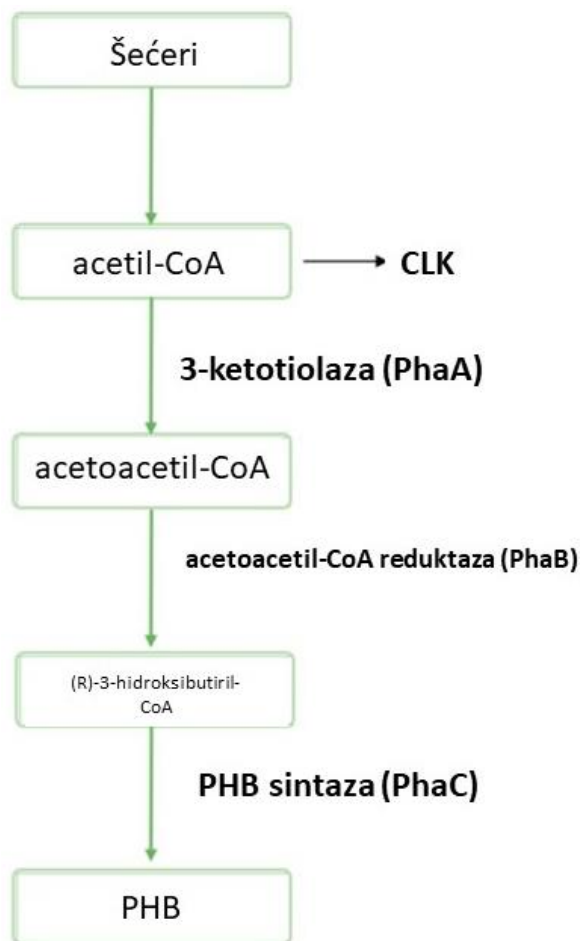 Šećeri
acetil-CoA
CLK
3-ketotiolaza (PhaA)
acetoacetil-CoA
acetoacetil-CoA reduktaza (PhaB)
(R)-3-hidroksibutiril-
CoA
PHB sintaza (PhaC)
PHB